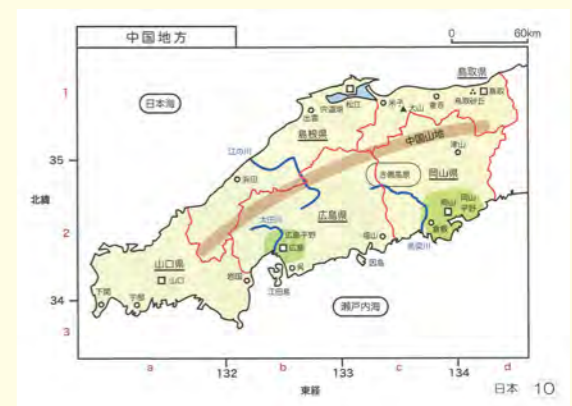 中国地方
0 60km
日本海
鳥取県
鳥取
鳥取砂丘
倉吉
大山
米子
松江
宍道湖
出雲
島根県
中国山地
津山
江の川
浜田
吉備高原
岡山県
岡山
岡山
平野
倉敷
高梁川
広島県
太田川
広島平野
広島
呉
福山
因島
江田島
岩国
山口県
山口
下関
宇部
瀬戸内海
北緯
35
34
1
2
3
a
b
c
d
132
133
134
東経
日本 10